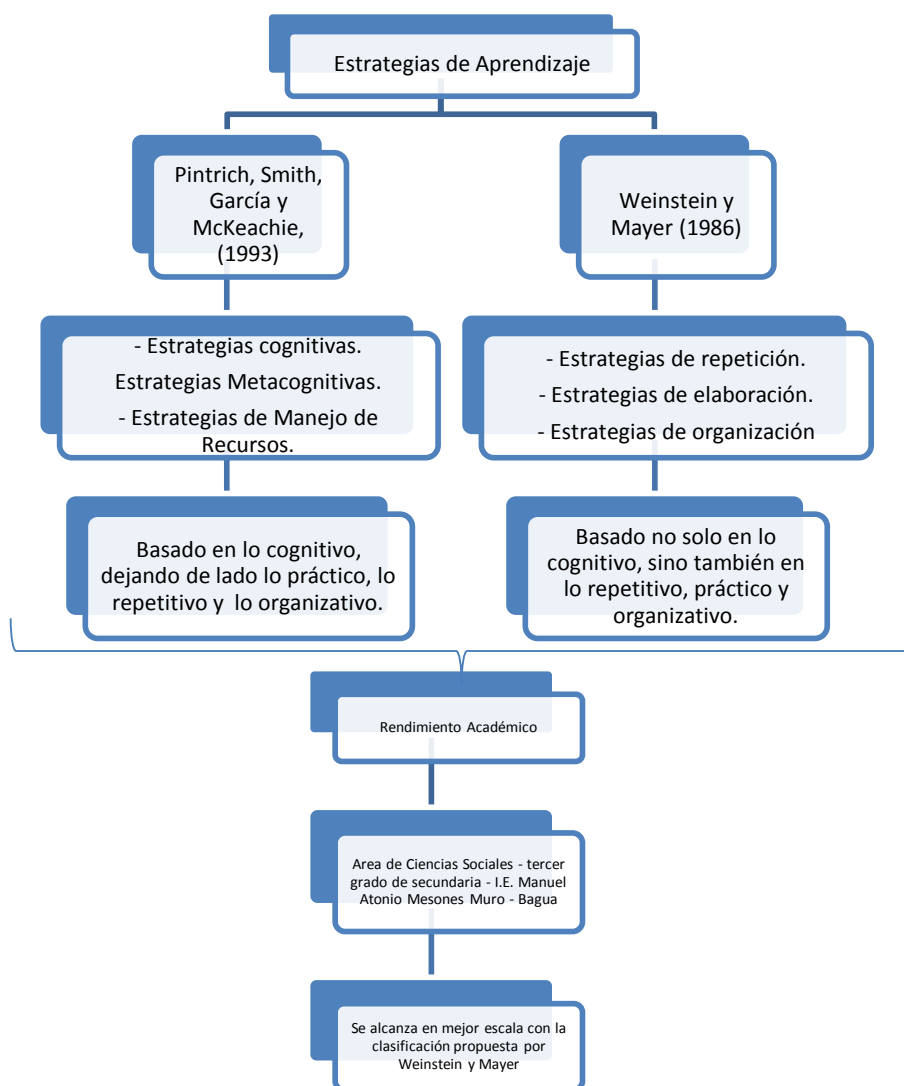 Estrategias de Aprendizaje
Pintrich, Smith,
García y
McKeachie,
(1993)
Weinstein y
Mayer (1986)
- Estrategias cognitivas.
Estrategias Metacognitivas.
- Estrategias de Manejo de
Recursos.
- Estrategias de repetición.
- Estrategias de elaboración.
- Estrategias de organización
Basado en lo cognitivo,
dejando de lado lo práctico, lo
repetitivo y lo organizativo.
Basado no solo en lo
cognitivo, sino también en
lo repetitivo, práctico y
organizativo.
Rendimiento Académico
Area de Ciencias Sociales - tercer
grado de secundaria - I.E. Manuel
Atonio Mesones Muro - Bagua
Se alcanza en mejor escala con la
clasificación propuesta por
Weinstein y Mayer